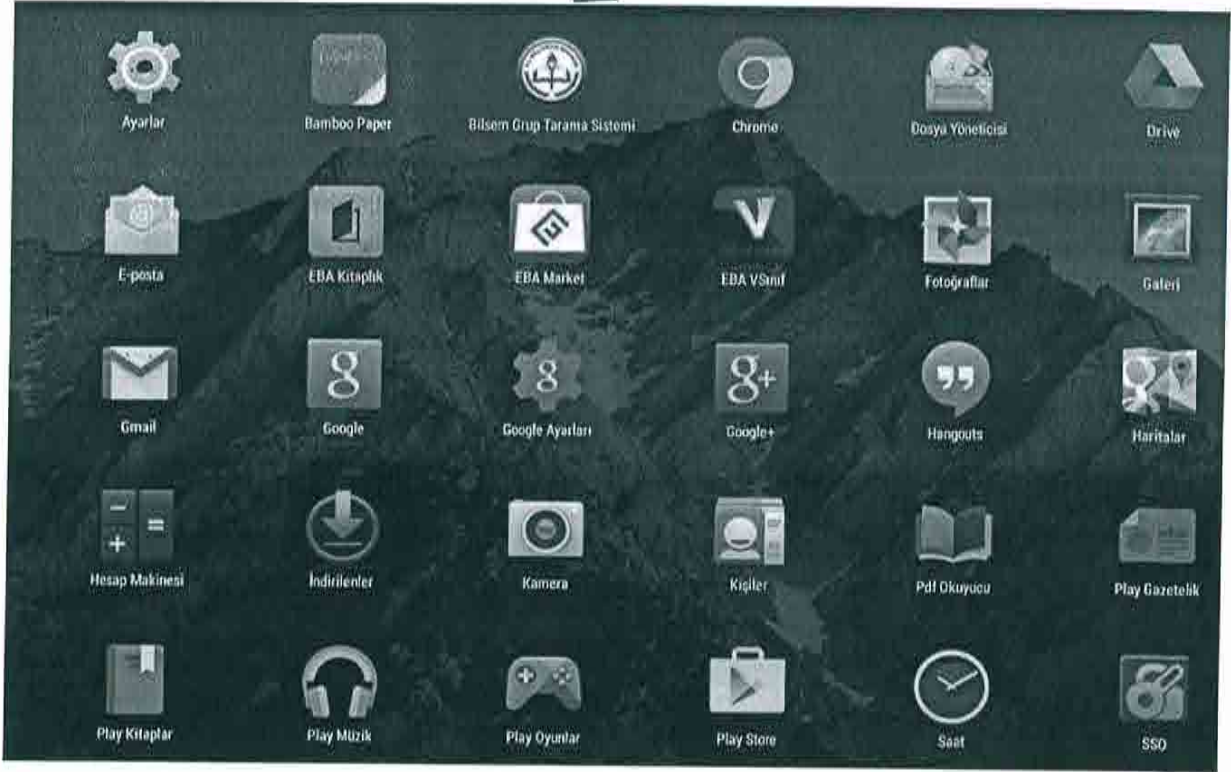 Ayarlar
Bamboo Paper
Bilsem Grup Tarama Sistemi
Chrome
Dosya Yöneticisi
Drive
E-posta
EBA Kitaplık
EBA Market
EBA VSınıf
Fotoğraflar
Galeri
Gmail
Google
Google Ayarları
Google+
Hangouts
Haritalar
Hesap Makinesi
İndirilenler
Kamera
Kişiler
Pdf Okuyucu
Play Gazetelik
Play Kitaplar
Play Müzik
Play Oyunlar
Play Store
Saat
SSO